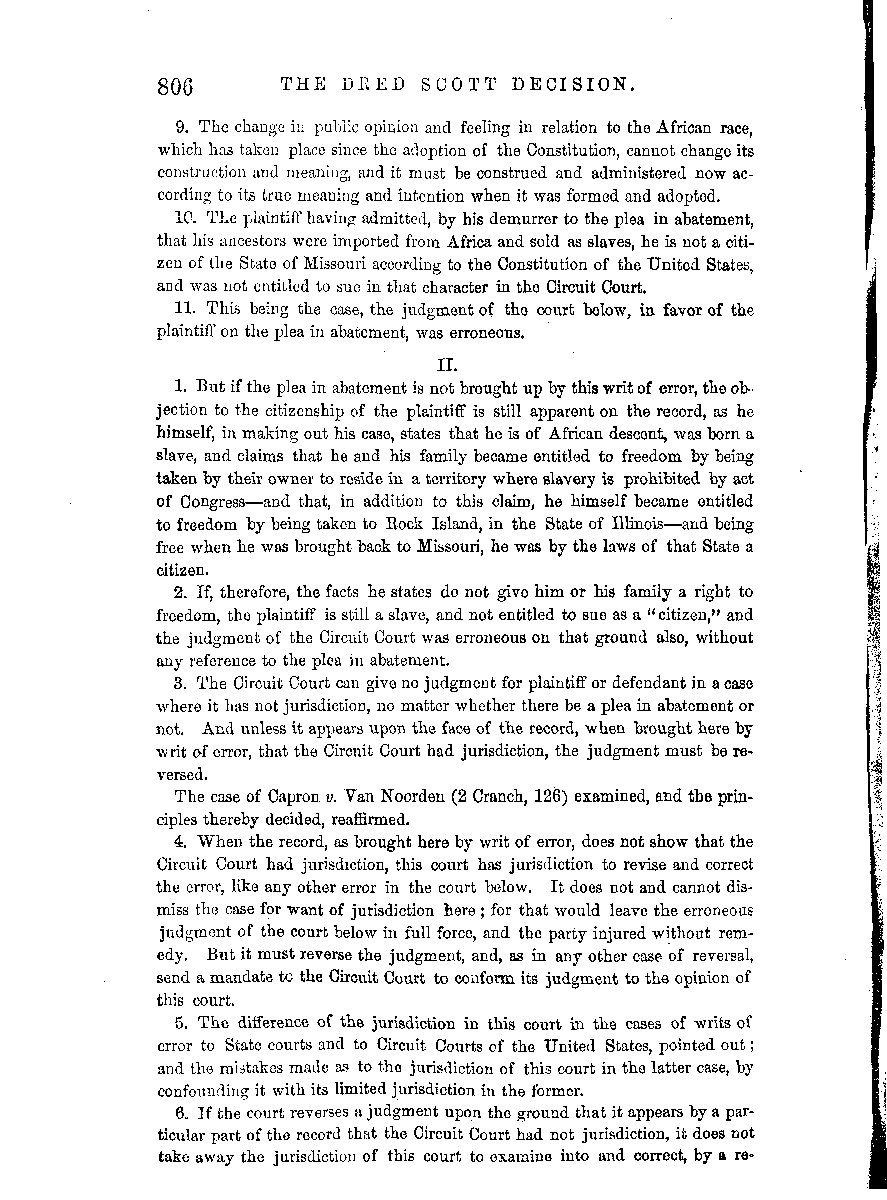 806 THE DRED SCOTT DECISION.
9. The change in public opinion and feeling in relation to the African race,
which has taken place since the adoption of the Constitution, cannot change its
construction and meaning, and it must be construed and administered now ac-
cording to its true meaning and intention when it was formed and adopted.
10. The plaintiff having admitted, by his demurrer to the plea in abatement,
that his ancestors were imported from Africa and sold as slaves, he is not a citi-
zen of the State of Missouri according to the Constitution of the United States,
and was not entitled to sue in that character in the Circuit Court.
11. This being the case, the judgment of the court below, in favor of the
plaintiff on the plea in abatement, was erroneous.
II.
1. But if the plea in abatement is not brought up by this writ of error, the ob-
jection to the citizenship of the plaintiff is still apparent on the record, as he
himself, in making out his case, states that he is of African descent, was born a
slave, and claims that he and his family became entitled to freedom by being
taken by their owner to reside in a territory where slavery is prohibited by act
of Congress—and that, in addition to this claim, he himself became entitled
to freedom by being taken to Rock Island, in the State of Illinois—and being
free when he was brought back to Missouri, he was by the laws of that State a
citizen.
2. If, therefore, the facts he states do not give him or his family a right to
freedom, the plaintiff is still a slave, and not entitled to sue as a "citizen," and
the judgment of the Circuit Court was erroneous on that ground also, without
any reference to the plea in abatement.
3. The Circuit Court can give no judgment for plaintiff or defendant in a case
where it has not jurisdiction, no matter whether there be a plea in abatement or
not. And unless it appears upon the face of the record, when brought here by
writ of error, that the Circuit Court had jurisdiction, the judgment must be re-
versed.
The case of Capron v. Van Noorden (2 Cranch, 126) examined, and the prin-
ciples thereby decided, reaffirmed.
4. When the record, as brought here by writ of error, does not show that the
Circuit Court had jurisdiction, this court has jurisdiction to revise and correct
the error, like any other error in the court below. It does not and cannot dis-
miss the case for want of jurisdiction here; for that would leave the erroneous
judgment of the court below in full force, and the party injured without rem-
edy. But it must reverse the judgment, and, as in any other case of reversal,
send a mandate to the Circuit Court to conform its judgment to the opinion of
this court.
5. The difference of the jurisdiction in this court in the cases of writs of
error to State courts and to Circuit Courts of the United States, pointed out;
and the mistakes made as to the jurisdiction of this court in the latter case, by
confounding it with its limited jurisdiction in the former.
6. If the court reverses a judgment upon the ground that it appears by a par-
ticular part of the record that the Circuit Court had not jurisdiction, it does not
take away the jurisdiction of this court to examine into and correct, by a re-